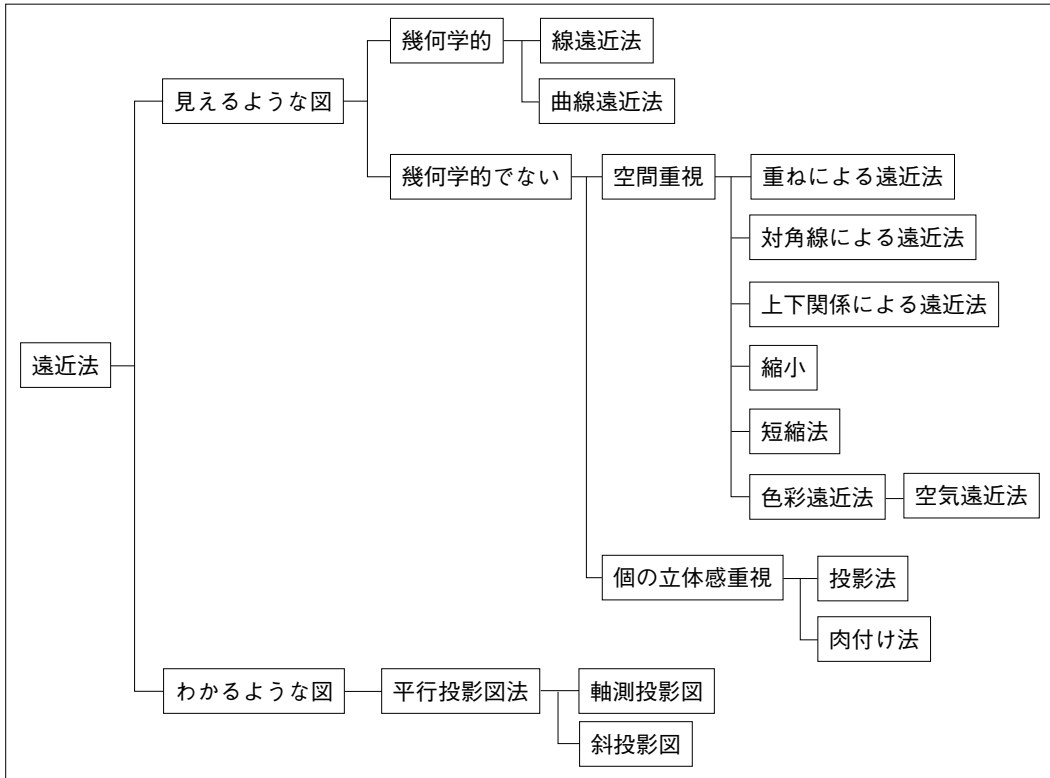 幾何学的
線遠近法
見えるような図
曲線遠近法
幾何学的でない
空間重視
重ねによる遠近法
対角線による遠近法
上下関係による遠近法
遠近法
縮小
短縮法
色彩遠近法
空気遠近法
個の立体感重視
投影法
肉付け法
わかるような図
平行投影図法
軸測投影図
斜投影図